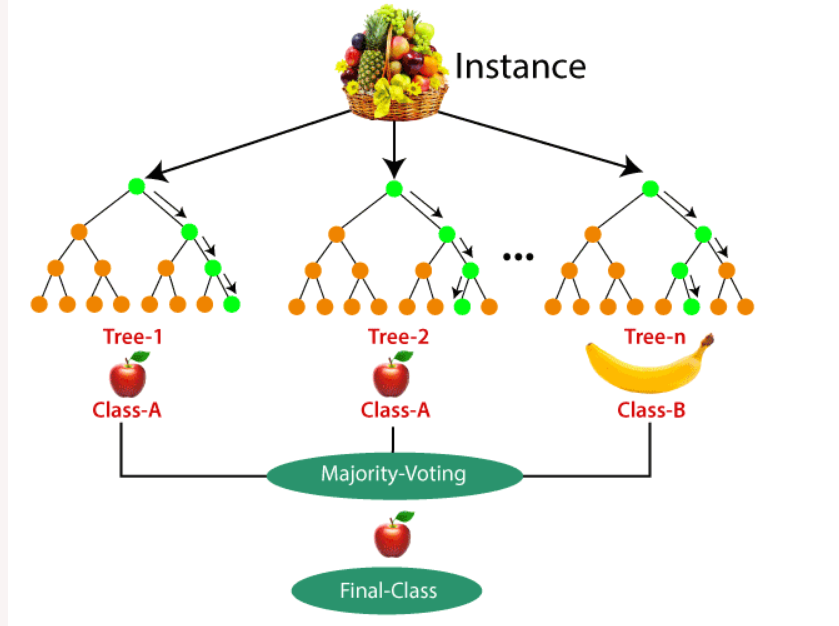 Instance
...
Tree-1
Tree-2
Tree-n
Class-A
Class-A
Class-B
Majority-Voting
Final-Class